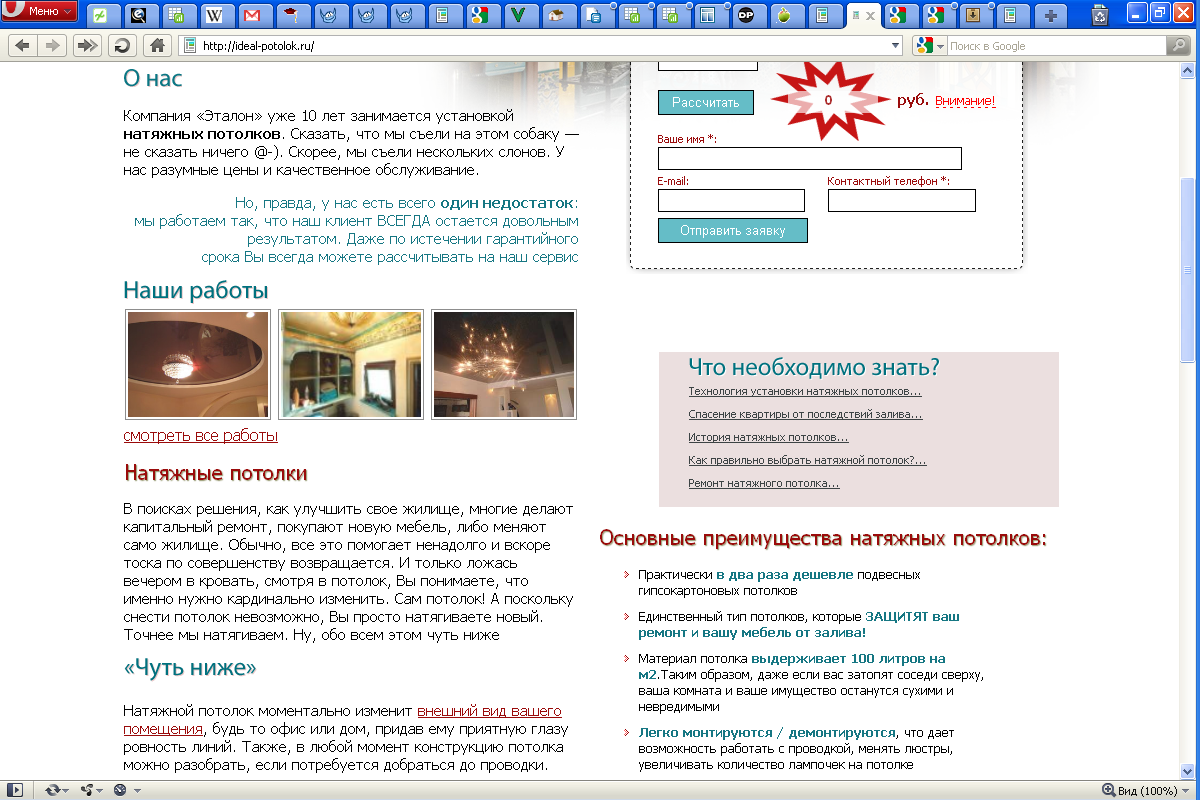 Меню
http://ideal-potolok.ru/
Поиск в Google
О нас
Компания «Эталон» уже 10 лет занимается установкой
натяжных потолков. Сказать, что мы съели на этом собаку —
не сказать ничего @-). Скорее, мы съели нескольких слонов. У
нас разумные цены и качественное обслуживание.
Но, правда, у нас есть всего один недостаток:
мы работаем так, что наш клиент ВСЕГДА остается довольным
результатом. Даже по истечении гарантийного
срока Вы всегда можете рассчитывать на наш сервис
Наши работы
смотреть все работы
Натяжные потолки
В поисках решения, как улучшить свое жилище, многие делают
капитальный ремонт, покупают новую мебель, либо меняют
само жилище. Обычно, все это помогает ненадолго и вскоре
тоска по совершенству возвращается. И только ложась
вечером в кровать, смотря в потолок, Вы понимаете, что
именно нужно кардинально изменить. Сам потолок! А поскольку
снести потолок невозможно, Вы просто натягиваете новый.
Точнее мы натягиваем. Ну, обо всем этом чуть ниже
«Чуть ниже»
Натяжной потолок моментально изменит внешний вид вашего
помещения, будь то офис или дом, придав ему приятную глазу
ровность линий. Также, в любой момент конструкцию потолка
можно разобрать, если потребуется добраться до проводки.
Рассчитать
0
руб. Внимание!
Ваше имя *:
E-mail:
Контактный телефон *:
Отправить заявку
Что необходимо знать?
Технология установки натяжных потолков...
Спасение квартиры от последствий залива...
История натяжных потолков...
Как правильно выбрать натяжной потолок?...
Ремонт натяжного потолка...
Основные преимущества натяжных потолков:
Практически в два раза дешевле подвесных
гипсокартоновых потолков
Единственный тип потолков, которые ЗАЩИТЯТ ваш
ремонт и вашу мебель от залива!
Материал потолка выдерживает 100 литров на
м2.Таким образом, даже если вас затопят соседи сверху,
ваша комната и ваше имущество останутся сухими и
невредимыми
Легко монтируются / демонтируются, что дает
возможность работать с проводкой, менять люстры,
увеличивать количество лампочек на потолке
Вид (100%)